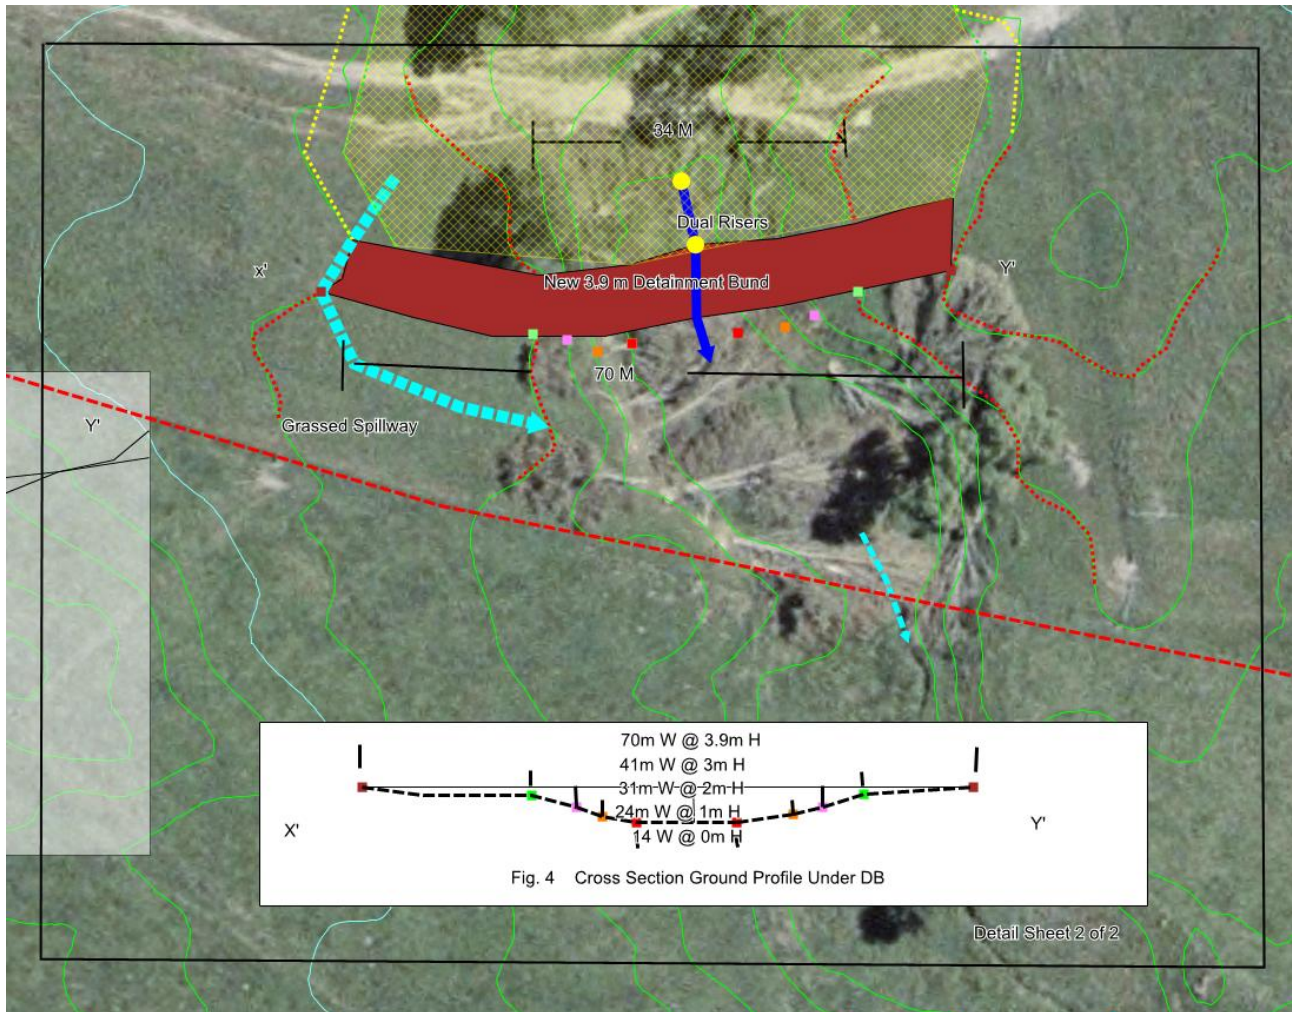 34 M
Dual Risers
x'
Y'
New 3.9 m Detainment Bund
70 M
Y'
Grassed Spillway
70m W @ 3.9m H
41m W @ 3m H
31m W @ 2m H
24m W @ 1m H
14 W @ 0m H
X'
Y'
Fig. 4 Cross Section Ground Profile Under DB
Detail Sheet 2 of 2